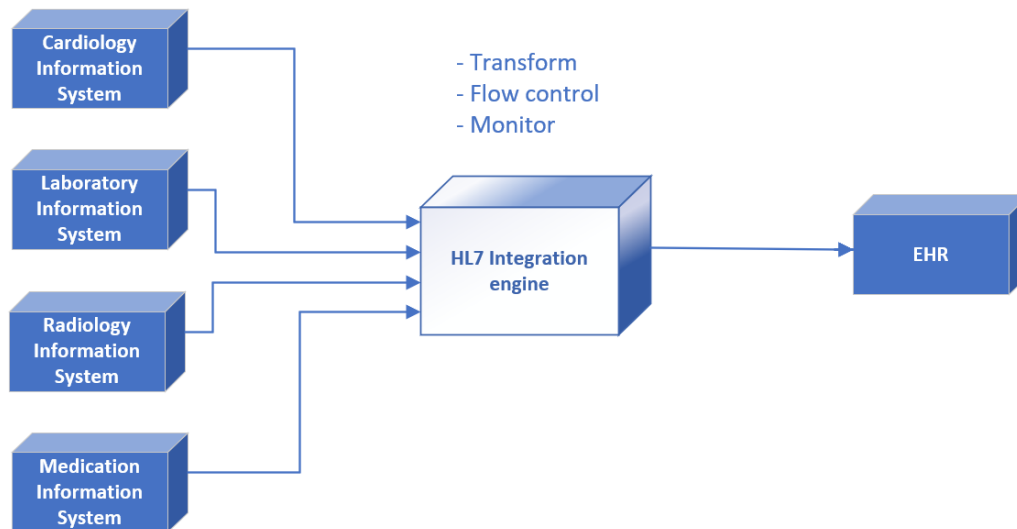 Cardiology
Information
System
- Transform
- Flow control
- Monitor
Laboratory
Information
System
HL7 Integration
engine
EHR
Radiology
Information
System
Medication
Information
System